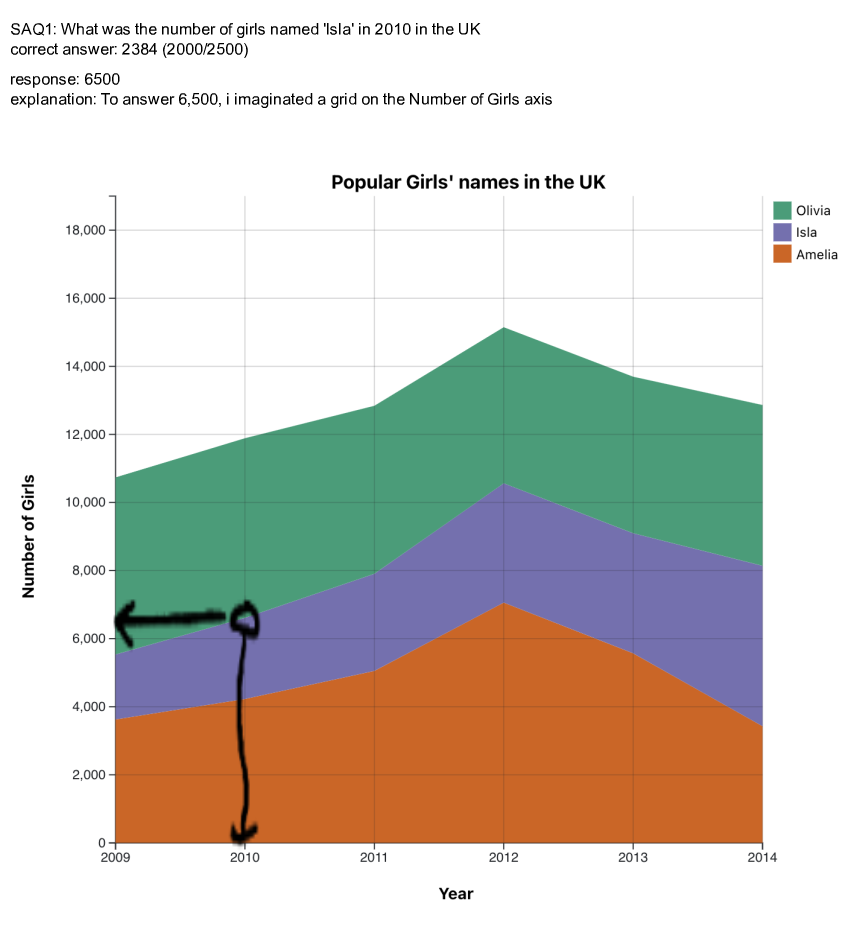 SAQ1: What was the number of girls named 'Isla' in 2010 in the UK
correct answer: 2384 (2000/2500)
response: 6500
explanation: To answer 6,500, i imaginated a grid on the Number of Girls axis
Popular Girls' names in the UK
Olivia
Isla
Amelia
18,000
16,000
14,000
12,000
10,000
8,000
6,000
4,000
2,000
0
Number of Girls
2009 2010 2011 2012 2013 2014
Year